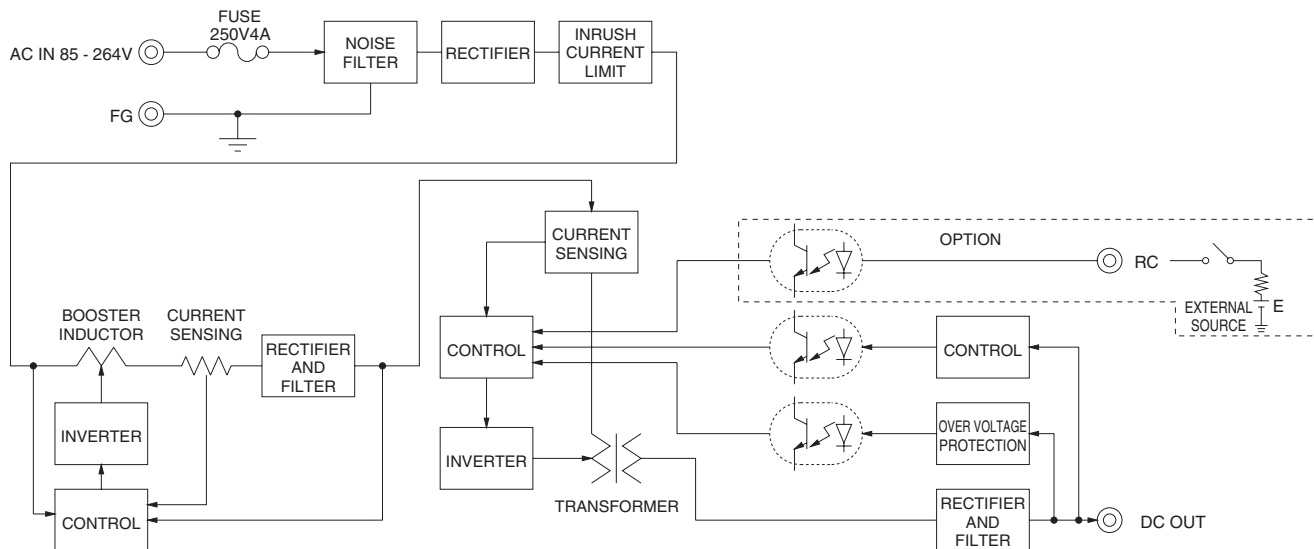 FUSE
250V4A
AC IN 85 - 264V
NOISE
FILTER
RECTIFIER
INRUSH
CURRENT
LIMIT
FG
CURRENT
SENSING
OPTION
RC
E
EXTERNAL
SOURCE
BOOSTER
INDUCTOR
CURRENT
SENSING
RECTIFIER
AND
FILTER
CONTROL
CONTROL
INVERTER
INVERTER
TRANSFORMER
OVER VOLTAGE
PROTECTION
CONTROL
RECTIFIER
AND
FILTER
DC OUT